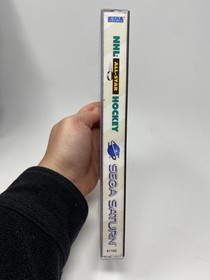 SEGA
NHL ALL-STAR HOCKEY
SEGA SATURN